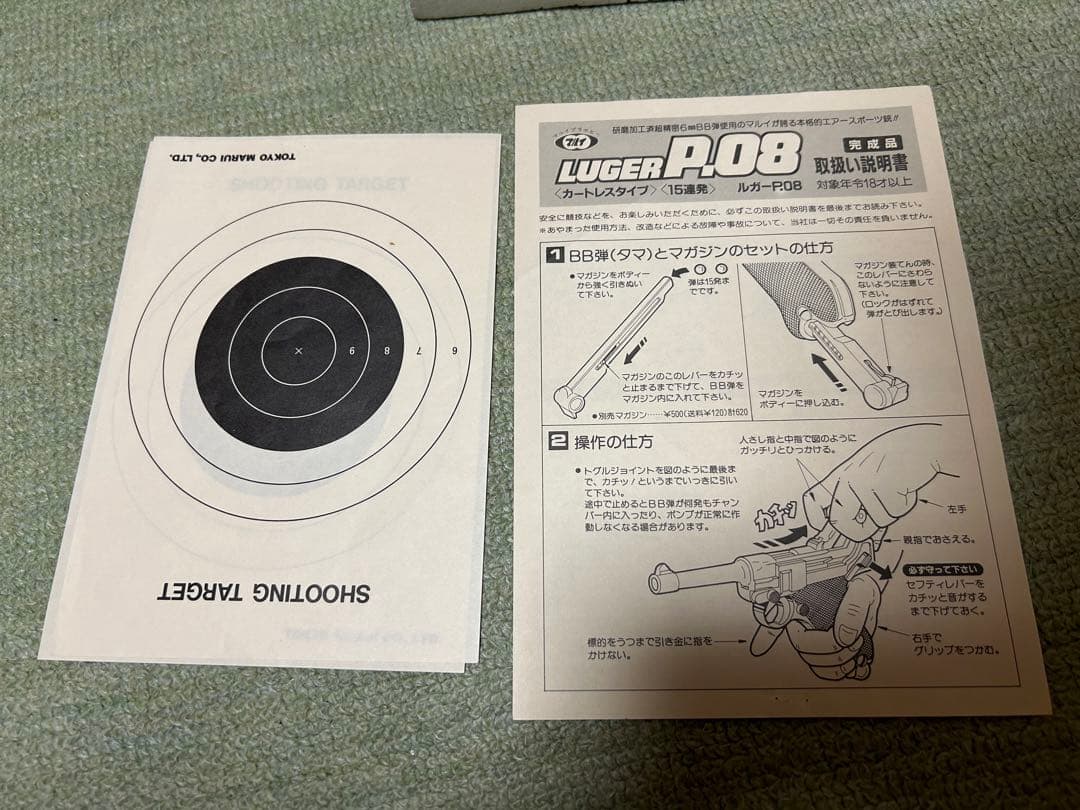 TOKYO MARUI CO., LTD.
SHOOTING TARGET
9 8 7 6
SHOOTING TARGET
研磨加工済超精密6㎜BB弾使用のマルイが誇る本格的エアースポーツ銃!!
マルイ
LUGER P.08
完成品
取扱い説明書
〈カートレスタイプ〉〈15連発〉 ルガーP.08 対象年令18才以上
安全に競技などを、お楽しみいただくために、必ずこの取扱い説明書を最後までお読み下さい。
※あやまった使用方法、改造などによる故障や事故について、当社は一切その責任を負いません。
1 BB弾(タマ)とマガジンのセットの仕方
●マガジンをボディー
から強く引きぬい
て下さい。
弾は15発ま
でです。
マガジンのこのレバーをカチッ
と止まるまで下げて、BB弾を
マガジン内に入れて下さい。
●別売マガジン……¥500(送料¥120)計620
マガジン装てんの時、
このレバーにさわら
ないように注意して
下さい。
(ロックがはずれて
弾がとび出します。)
マガジンを
ボディーに押し込む。
2 操作の仕方
●トグルジョイントを図のように最後ま
で、カチッ!というまでいっきに引い
て下さい。
途中で止めるとBB弾が何発もチャン
バー内に入ったり、ポンプが正常に作
動しなくなる場合があります。
人さし指と中指で図のように
ガッチリとひっかける。
カチッ
左手
親指でおさえる。
必ず守って下さい
セフティレバーを
カチッと音がする
まで下げておく。
標的をうつまで引き金に指を
かけない。
右手で
グリップをつかむ。